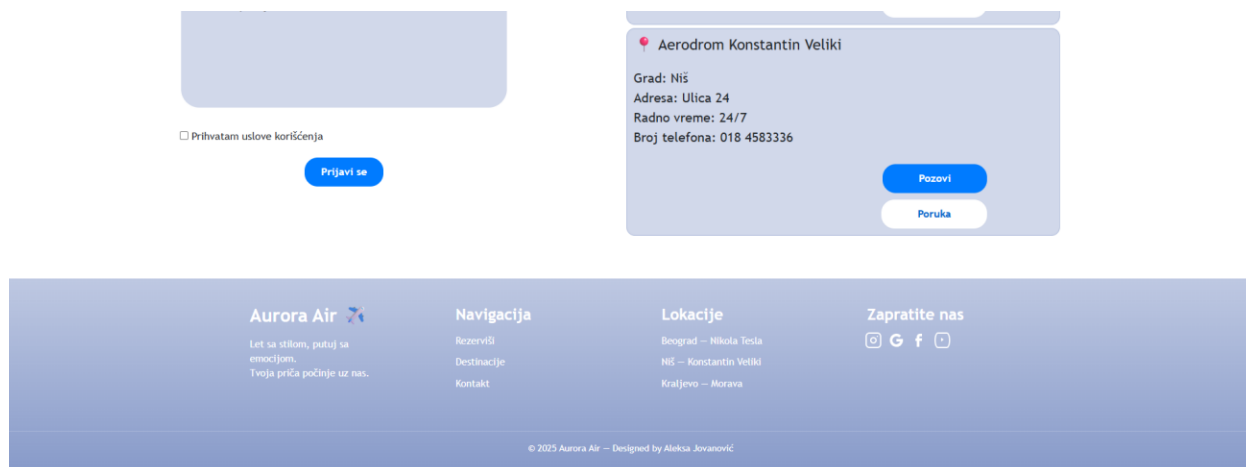 Prihvatam uslove korišćenja
Prijavi se
Aerodrom Konstantin Veliki
Grad: Niš
Adresa: Ulica 24
Radno vreme: 24/7
Broj telefona: 018 4583336
Pozovi
Poruka
Aurora Air
Let sa stilom, putuj sa
emocijom.
Tvoja priča počinje uz nas.
Navigacija
Rezerviši
Destinacije
Kontakt
Lokacije
Beograd – Nikola Tesla
Niš – Konstantin Veliki
Kraljevo – Morava
Zapratite nas
© 2025 Aurora Air – Designed by Aleksa Jovanović